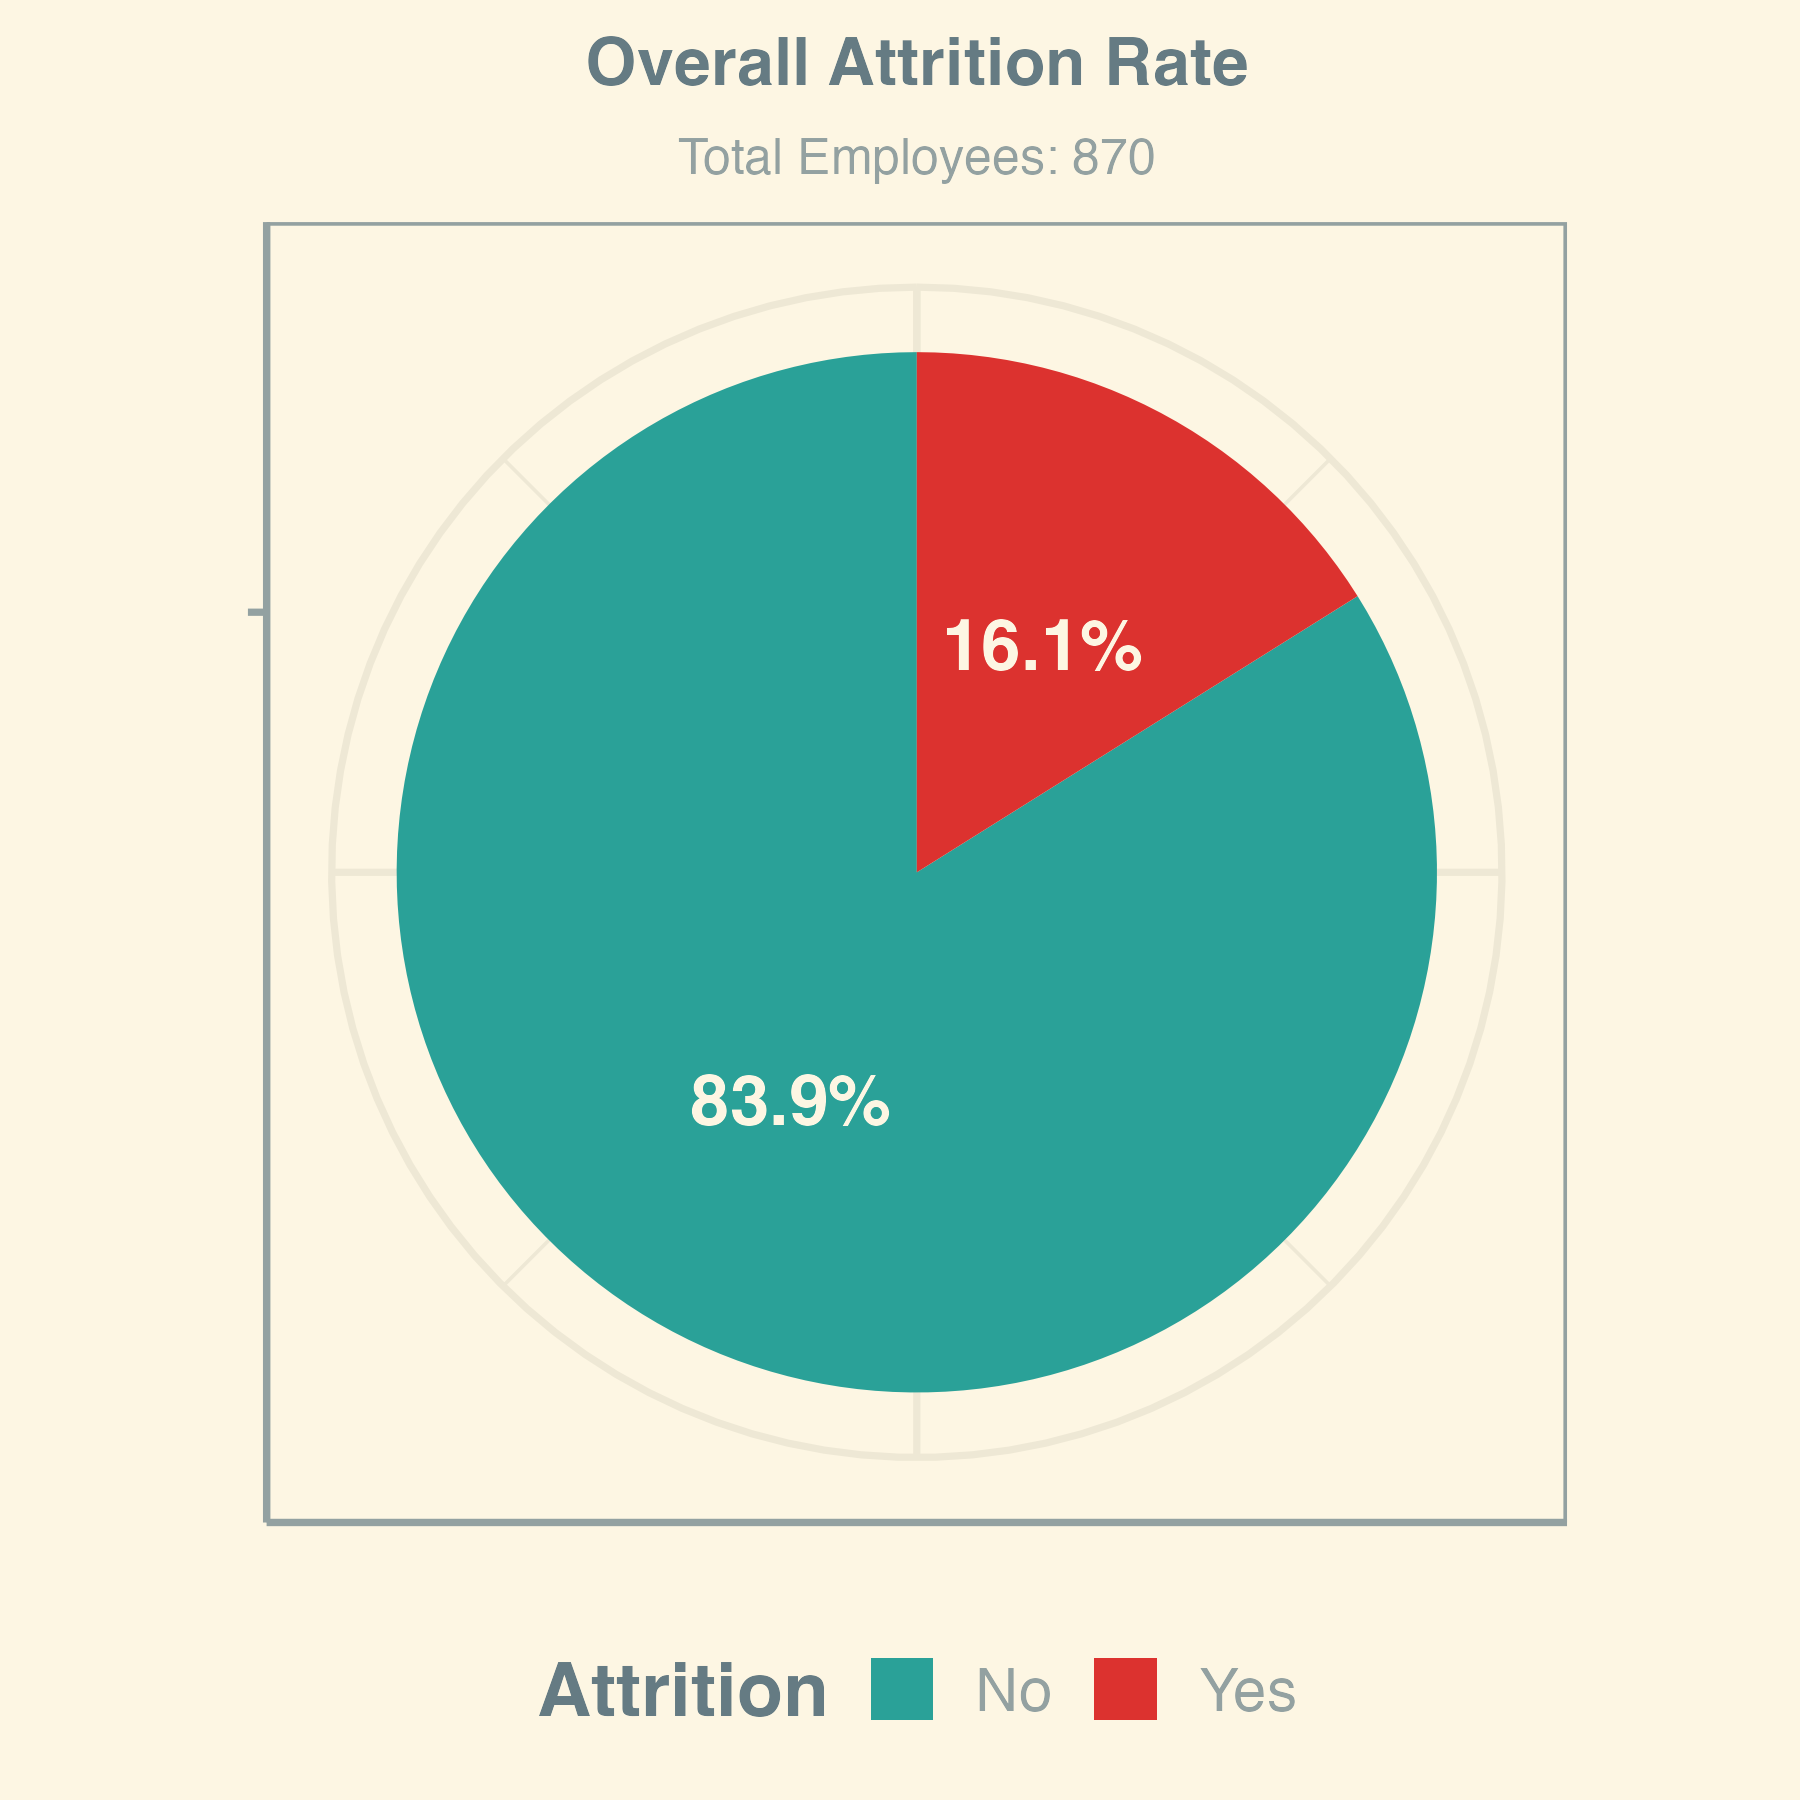 Overall Attrition Rate
Total Employees: 870
16.1%
83.9%
Attrition No Yes